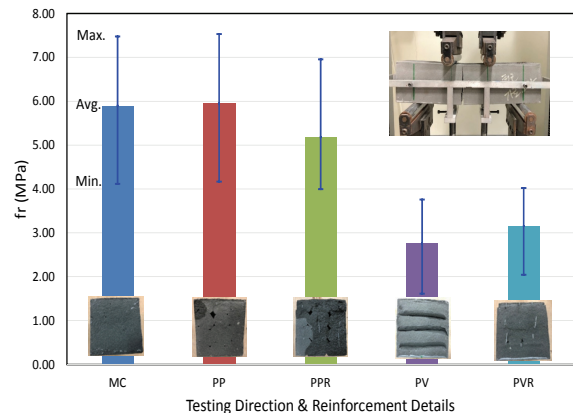 8.00
7.00
6.00
5.00
4.00
3.00
2.00
1.00
0.00
fr (MPa)
Max.
Avg.
Min.
MC
PP
PPR
PV
PVR
Testing Direction & Reinforcement Details